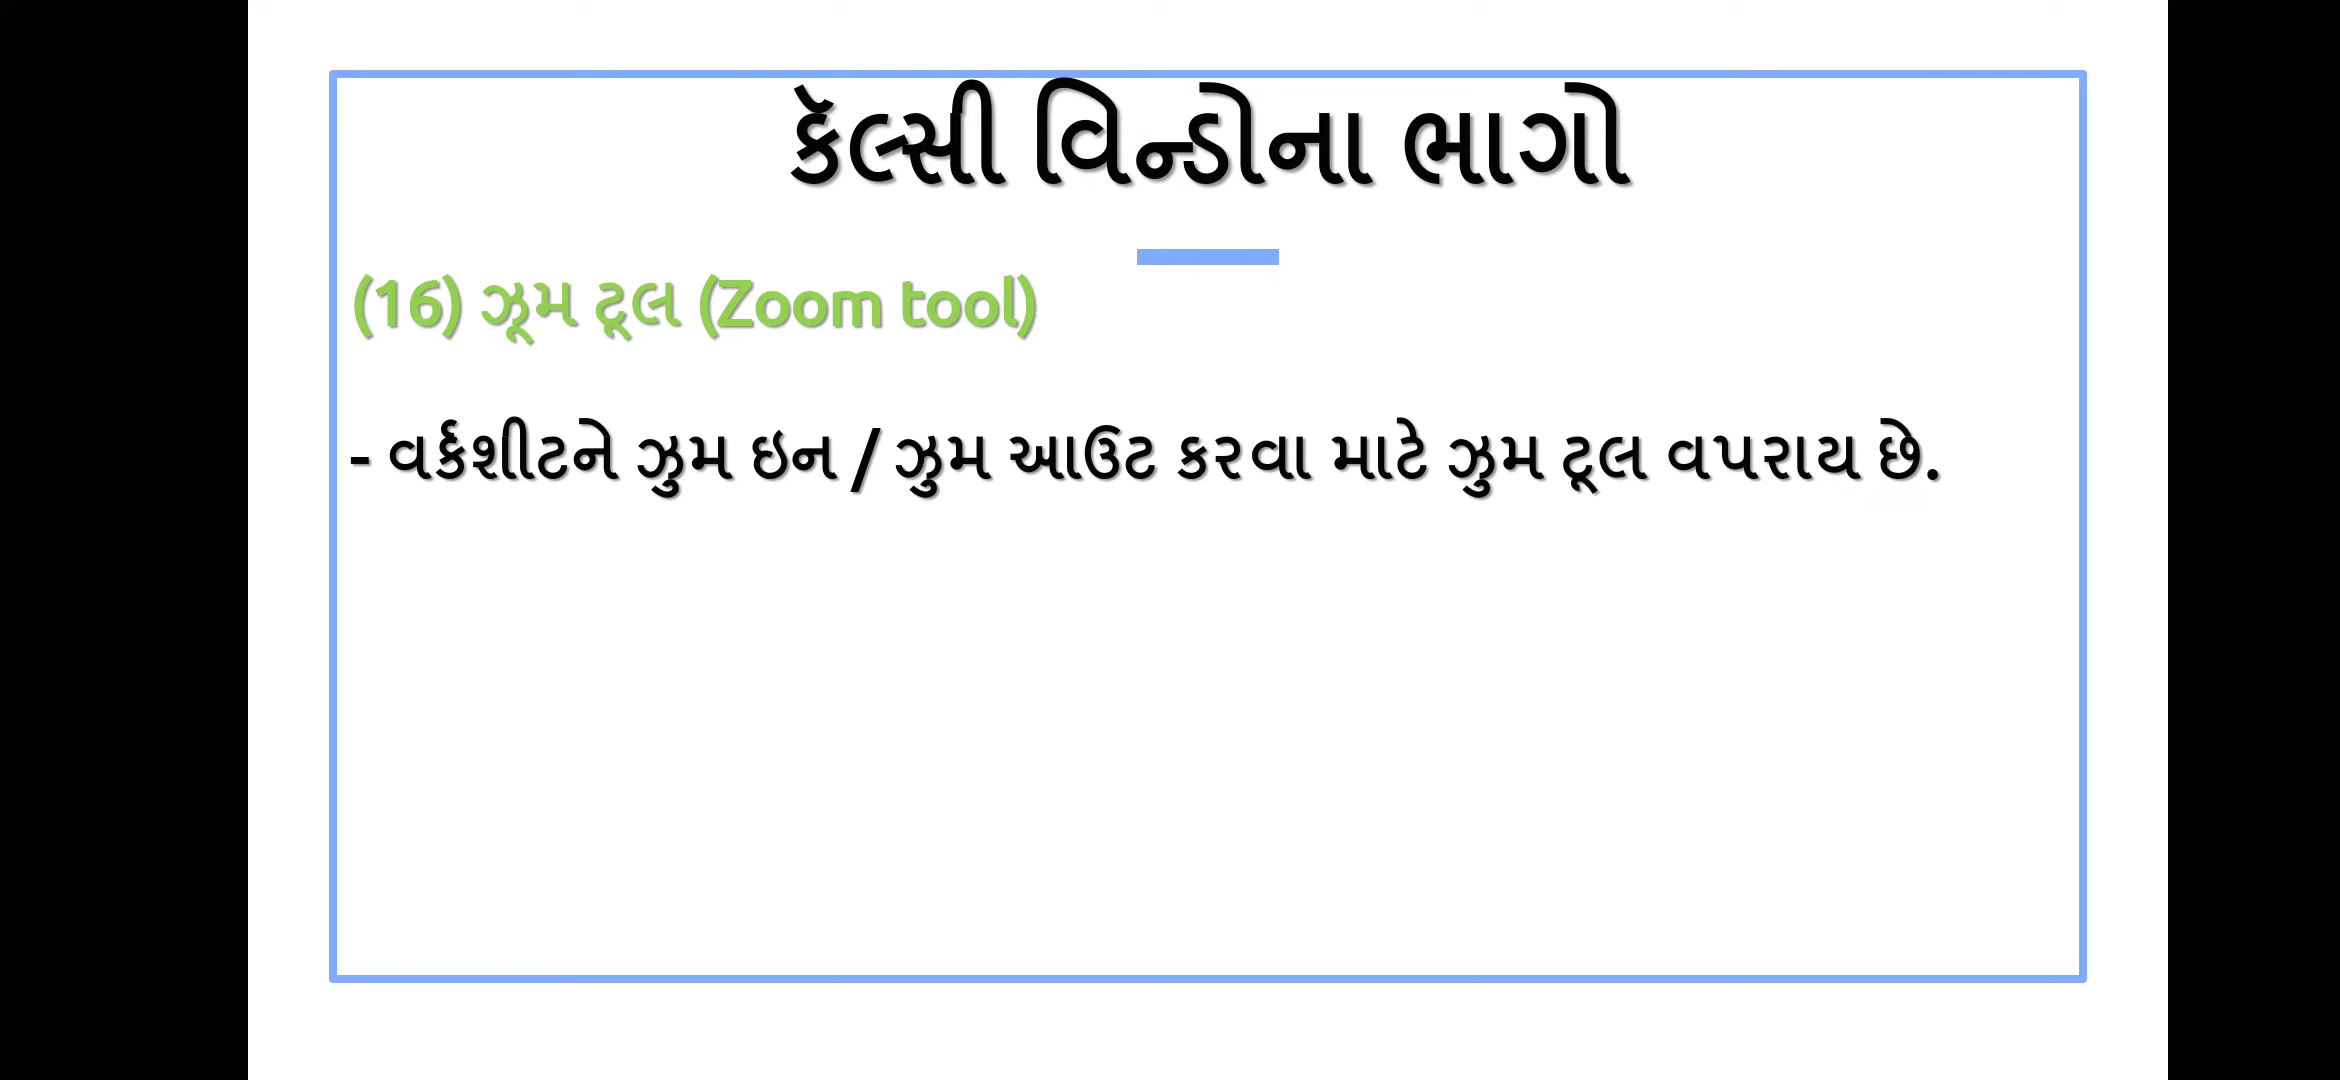 કૅલ્સી વિન્ડોના ભાગો
(16) ઝૂમ ટૂલ (Zoom tool)
- વર્કશીટને ઝુમ ઇન / ઝુમ આઉટ કરવા માટે ઝુમ ટૂલ વપરાય છે.